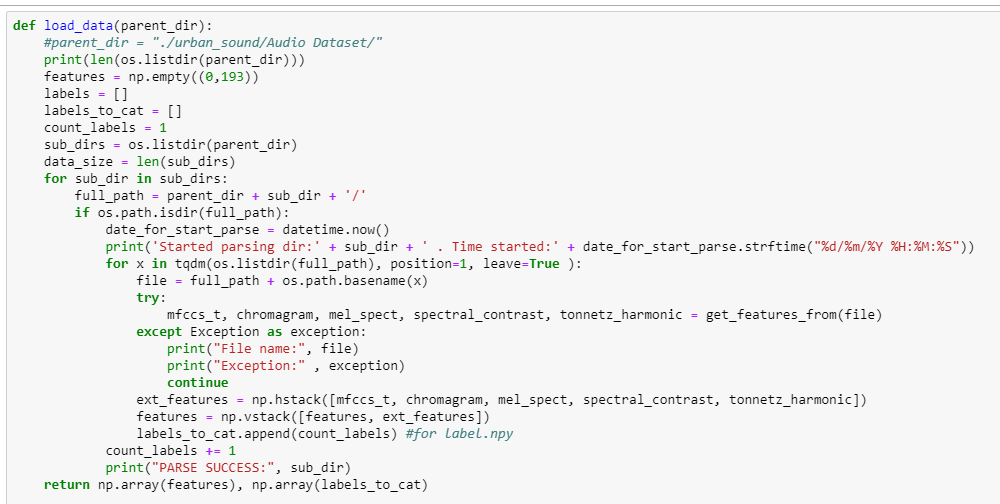 def load_data(parent_dir):
    #parent_dir = "./urban_sound/Audio Dataset/"
    print(len(os.listdir(parent_dir)))
    features = np.empty((0,193))
    labels = []
    labels_to_cat = []
    count_labels = 1
    sub_dirs = os.listdir(parent_dir)
    data_size = len(sub_dirs)
    for sub_dir in sub_dirs:
        full_path = parent_dir + sub_dir + '/'
        if os.path.isdir(full_path):
            date_for_start_parse = datetime.now()
            print('Started parsing dir:' + sub_dir + ' . Time started:' + date_for_start_parse.strftime("%d/%m/%Y %H:%M:%S"))
            for x in tqdm(os.listdir(full_path), position=1, leave=True ):
                file = full_path + os.path.basename(x)
                try:
                    mfccs_t, chromagram, mel_spect, spectral_contrast, tonnetz_harmonic = get_features_from(file)
                except Exception as exception:
                    print("File name:", file)
                    print("Exception:" , exception)
                    continue
                ext_features = np.hstack([mfccs_t, chromagram, mel_spect, spectral_contrast, tonnetz_harmonic])
                features = np.vstack([features, ext_features])
                labels_to_cat.append(count_labels) #for label.npy
            count_labels += 1
            print("PARSE SUCCESS:", sub_dir)
    return np.array(features), np.array(labels_to_cat)